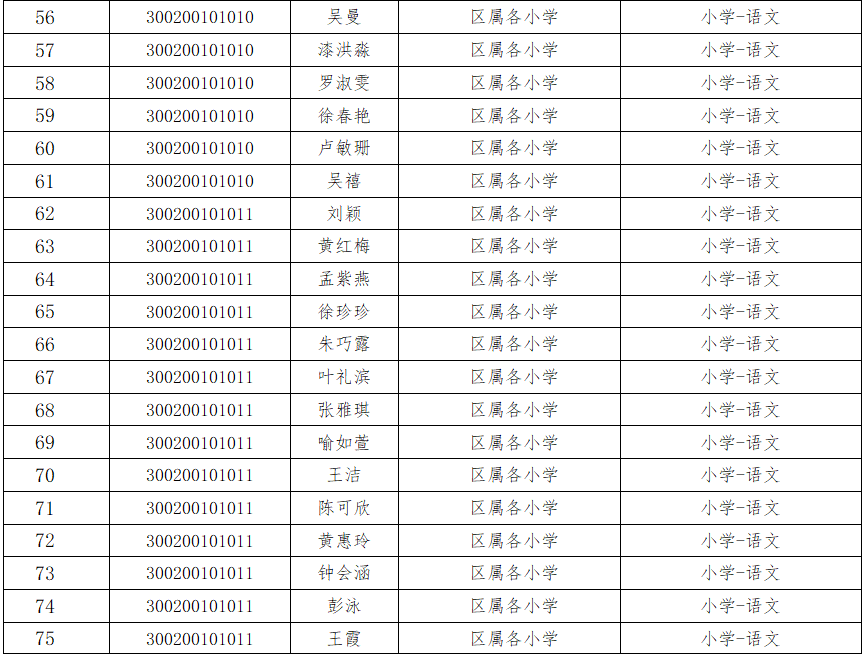 56 300200101010 吴曼 区属各小学 小学-语文
57 300200101010 漆洪淼 区属各小学 小学-语文
58 300200101010 罗淑雯 区属各小学 小学-语文
59 300200101010 徐春艳 区属各小学 小学-语文
60 300200101010 卢敏珊 区属各小学 小学-语文
61 300200101010 吴禧 区属各小学 小学-语文
62 300200101011 刘颖 区属各小学 小学-语文
63 300200101011 黄红梅 区属各小学 小学-语文
64 300200101011 孟紫燕 区属各小学 小学-语文
65 300200101011 徐珍珍 区属各小学 小学-语文
66 300200101011 朱巧露 区属各小学 小学-语文
67 300200101011 叶礼滨 区属各小学 小学-语文
68 300200101011 张雅琪 区属各小学 小学-语文
69 300200101011 喻如萱 区属各小学 小学-语文
70 300200101011 王洁 区属各小学 小学-语文
71 300200101011 陈可欣 区属各小学 小学-语文
72 300200101011 黄惠玲 区属各小学 小学-语文
73 300200101011 钟会涵 区属各小学 小学-语文
74 300200101011 彭泳 区属各小学 小学-语文
75 300200101011 王霞 区属各小学 小学-语文